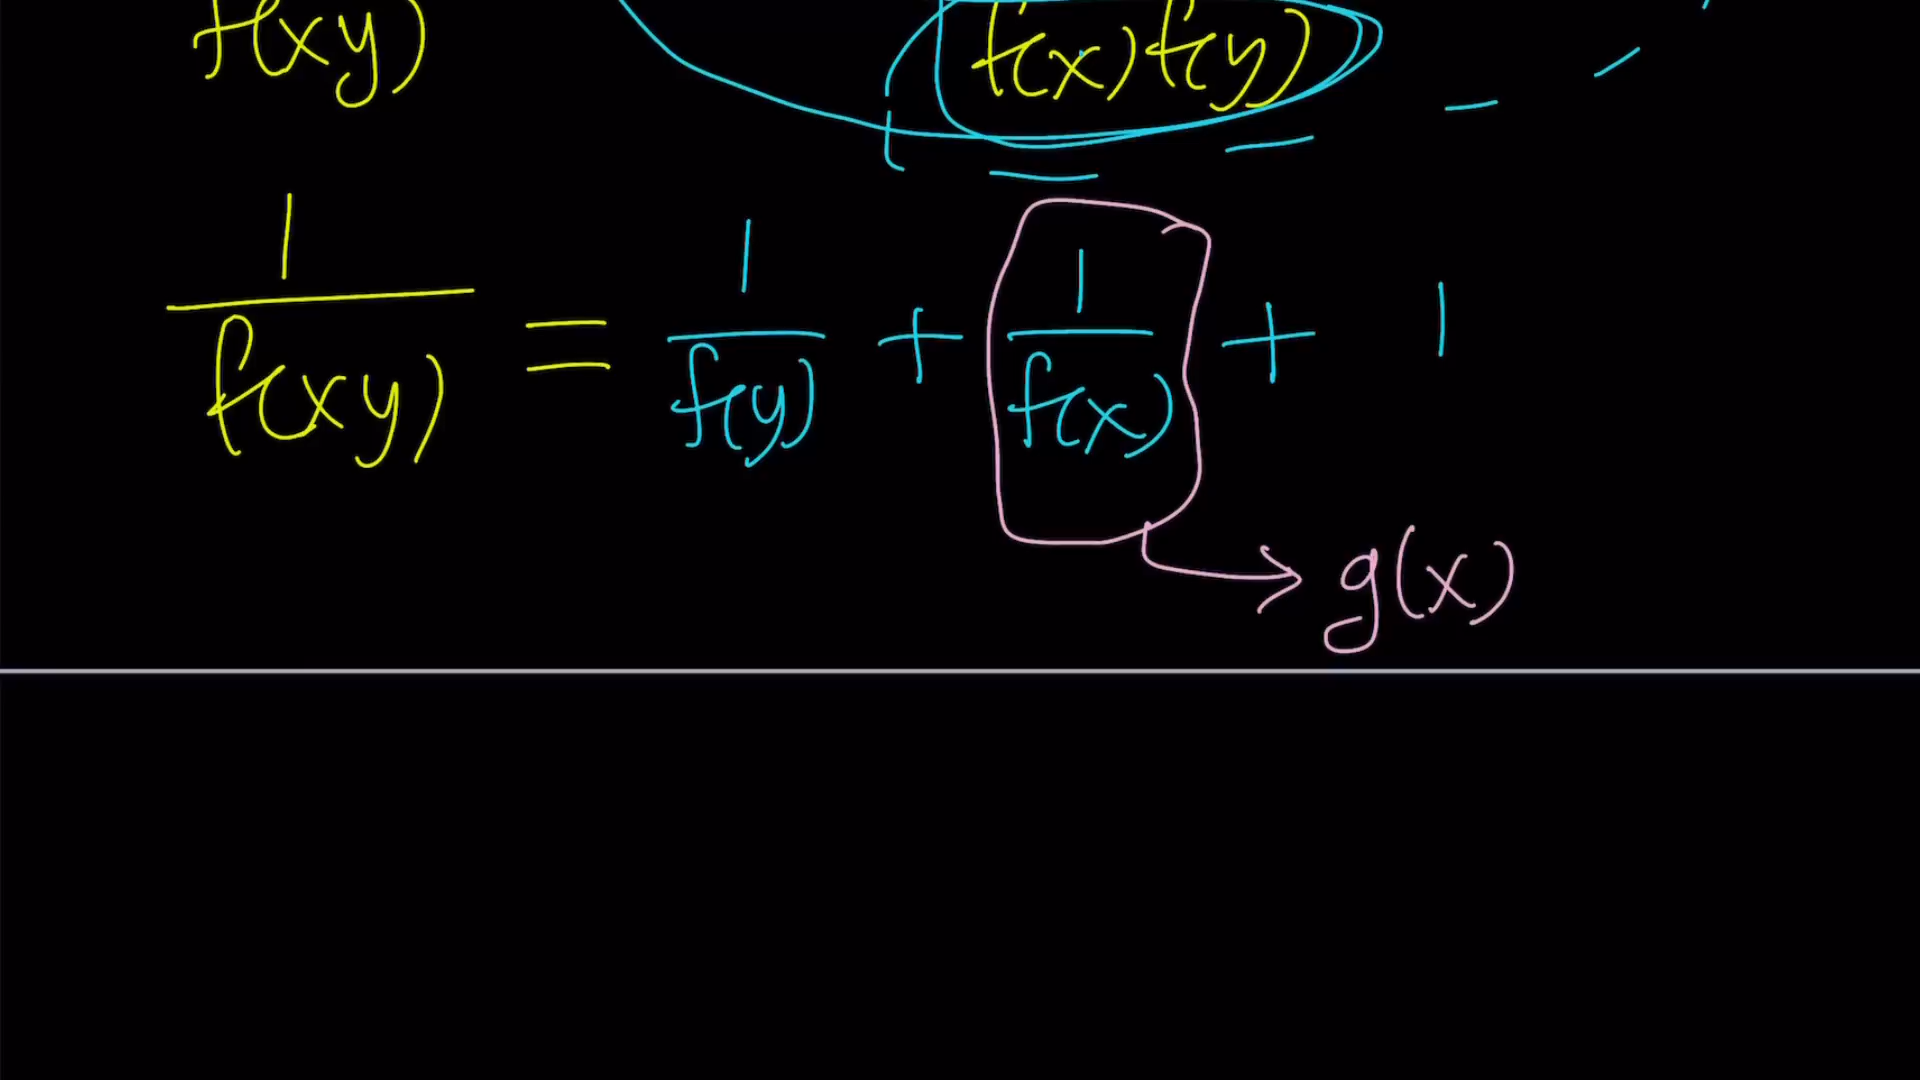 f(xy) f(x)f(y)
1/f(xy) = 1/f(y) + 1/f(x) + 1
g(x)